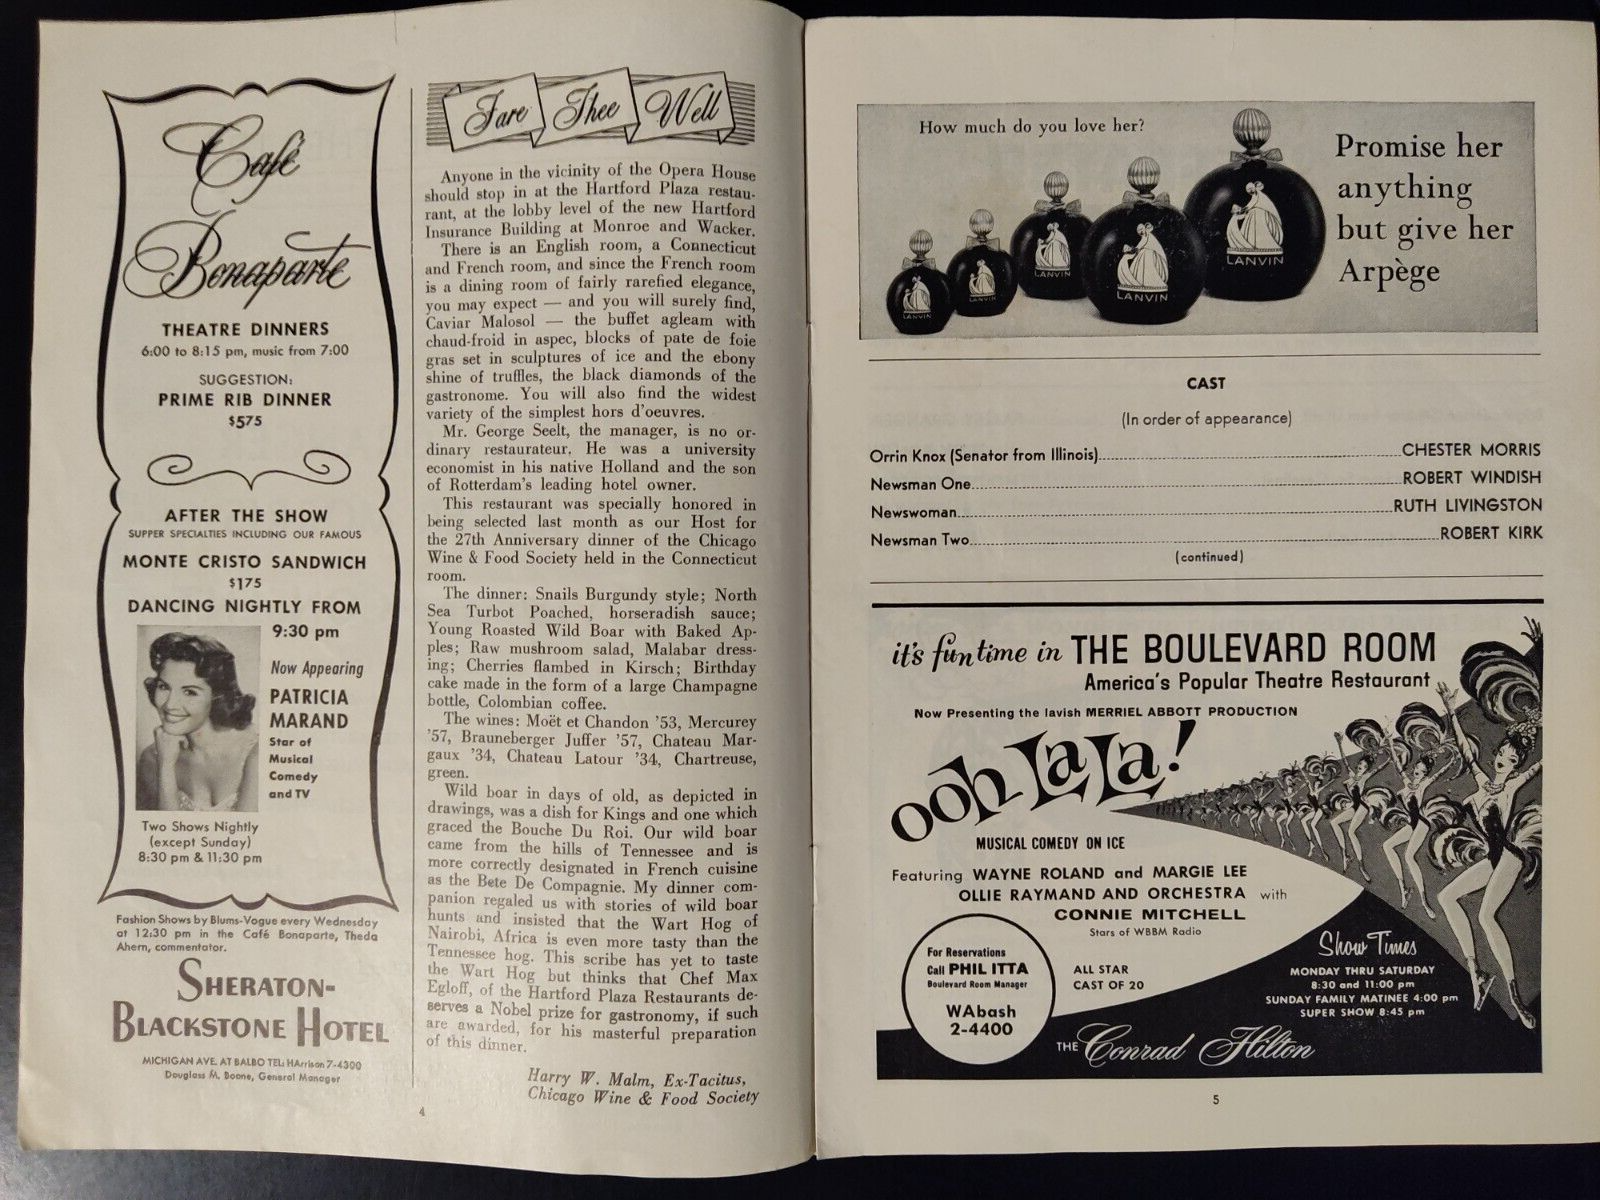 Café
Bonaparte
THEATRE DINNERS
6:00 to 8:15 pm, music from 7:00
SUGGESTION:
PRIME RIB DINNER
$575
AFTER THE SHOW
SUPPER SPECIALTIES INCLUDING OUR FAMOUS
MONTE CRISTO SANDWICH
$175
DANCING NIGHTLY FROM
9:30 pm
Now Appearing
PATRICIA
MARAND
Star of
Musical
Comedy
and TV
Two Shows Nightly
(except Sunday)
8:30 pm & 11:30 pm
Fashion Shows by Blums-Vogue every Wednesday
at 12:30 pm in the Café Bonaparte, Theda
Ahern, commentator.
SHERATON-
BLACKSTONE HOTEL
MICHIGAN AVE. AT BALBO TEL: HArrison 7-4300
Douglass M. Boone, General Manager
Fare Thee Well
Anyone in the vicinity of the Opera House
should stop in at the Hartford Plaza restau-
rant, at the lobby level of the new Hartford
Insurance Building at Monroe and Wacker.
There is an English room, a Connecticut
and French room, and since the French room
is a dining room of fairly rarefied elegance,
you may expect — and you will surely find,
Caviar Malosol — the buffet agleam with
chaud-froid in aspec, blocks of pate de foie
gras set in sculptures of ice and the ebony
shine of truffles, the black diamonds of the
gastronome. You will also find the widest
variety of the simplest hors d'oeuvres.
Mr. George Seelt, the manager, is no or-
dinary restaurateur. He was a university
economist in his native Holland and the son
of Rotterdam's leading hotel owner.
This restaurant was specially honored in
being selected last month as our Host for
the 27th Anniversary dinner of the Chicago
Wine & Food Society held in the Connecticut
room.
The dinner: Snails Burgundy style; North
Sea Turbot Poached, horseradish sauce;
Young Roasted Wild Boar with Baked Ap-
ples; Raw mushroom salad, Malabar dress-
ing; Cherries flambed in Kirsch; Birthday
cake made in the form of a large Champagne
bottle, Colombian coffee.
The wines: Moët et Chandon '53, Mercurey
'57, Brauneberger Juffer '57, Chateau Mar-
gaux '34, Chateau Latour '34, Chartreuse,
green.
Wild boar in days of old, as depicted in
drawings, was a dish for Kings and one which
graced the Bouche Du Roi. Our wild boar
came from the hills of Tennessee and is
more correctly designated in French cuisine
as the Bete De Compagnie. My dinner com-
panion regaled us with stories of wild boar
hunts and insisted that the Wart Hog of
Nairobi, Africa is even more tasty than the
Tennessee hog. This scribe has yet to taste
the Wart Hog but thinks that Chef Max
Egloff, of the Hartford Plaza Restaurants de-
serves a Nobel prize for gastronomy, if such
are awarded, for his masterful preparation
of this dinner.
Harry W. Malm, Ex-Tacitus,
Chicago Wine & Food Society
4
How much do you love her?
LANVIN
LANVIN
LANVIN
LANVIN
LANVIN
Promise her
anything
but give her
Arpège
CAST
(In order of appearance)
Orrin Knox (Senator from Illinois)....CHESTER MORRIS
Newsman One....ROBERT WINDISH
Newswoman....RUTH LIVINGSTON
Newsman Two....ROBERT KIRK
(continued)
it's fun time in THE BOULEVARD ROOM
America's Popular Theatre Restaurant
Now Presenting the lavish MERRIEL ABBOTT PRODUCTION
ooh LaLa!
MUSICAL COMEDY ON ICE
Featuring WAYNE ROLAND and MARGIE LEE
OLLIE RAYMAND AND ORCHESTRA with
CONNIE MITCHELL
Stars of WBBM Radio
For Reservations
Call PHIL ITTA
Boulevard Room Manager
WAbash
2-4400
ALL STAR
CAST OF 20
Show Times
MONDAY THRU SATURDAY
8:30 and 11:00 pm
SUNDAY FAMILY MATINEE 4:00 pm
SUPER SHOW 8:45 pm
THE Conrad Hilton
5